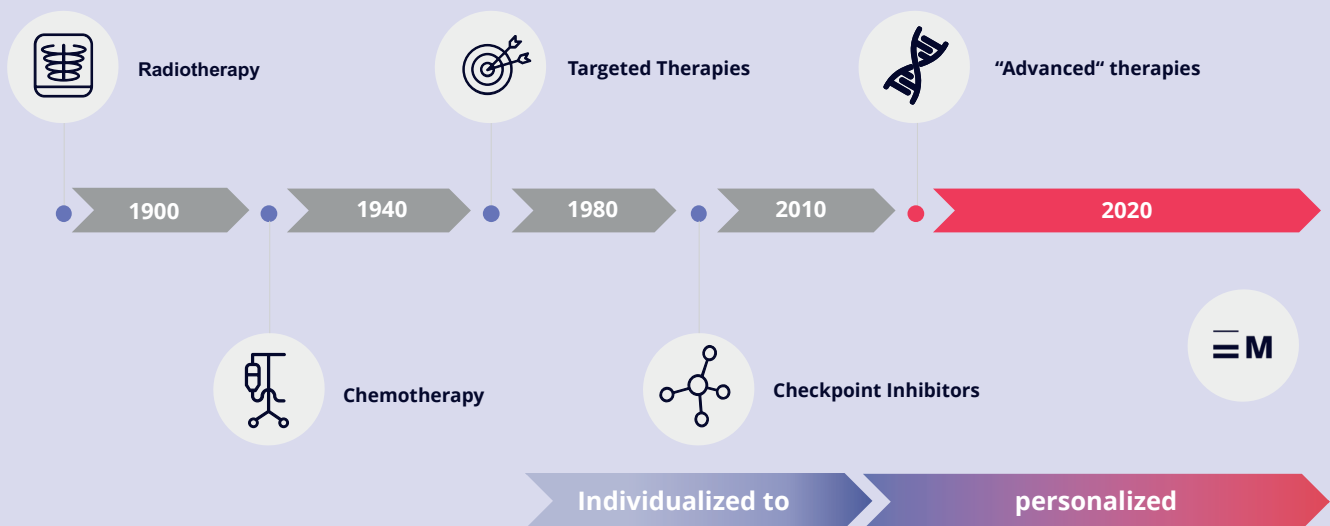 Radiotherapy
Targeted Therapies
“Advanced“ therapies
1900
1940
1980
2010
2020
M
Chemotherapy
Checkpoint Inhibitors
Individualized to
personalized